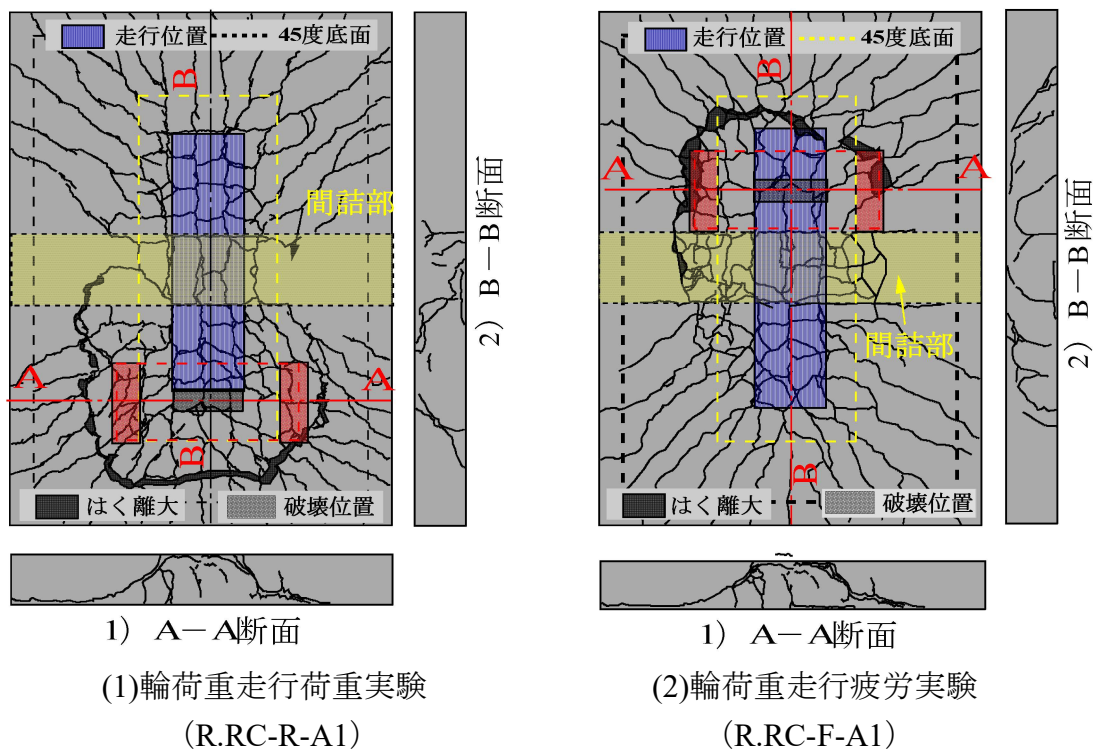 走行位置 45度底面
B
間詰部
A A
B
はく離大 破壊位置
2）B－B断面
1） A－A断面
(1)輪荷重走行荷重実験
（R.RC-R-A1）
走行位置 45度底面
B
A A
間詰部
B
はく離大 破壊位置
2）B－B断面
1） A－A断面
(2)輪荷重走行疲労実験
（R.RC-F-A1）